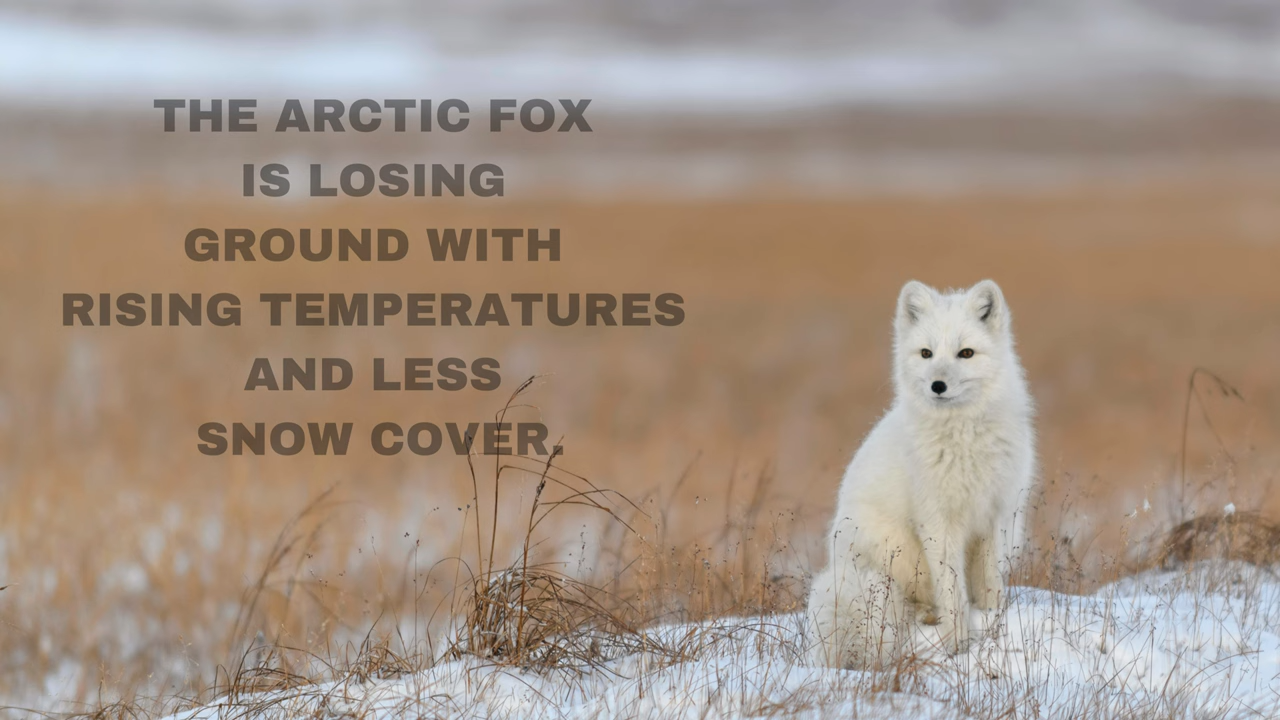 THE ARCTIC FOX
IS LOSING
GROUND WITH
RISING TEMPERATURES
AND LESS
SNOW COVER.